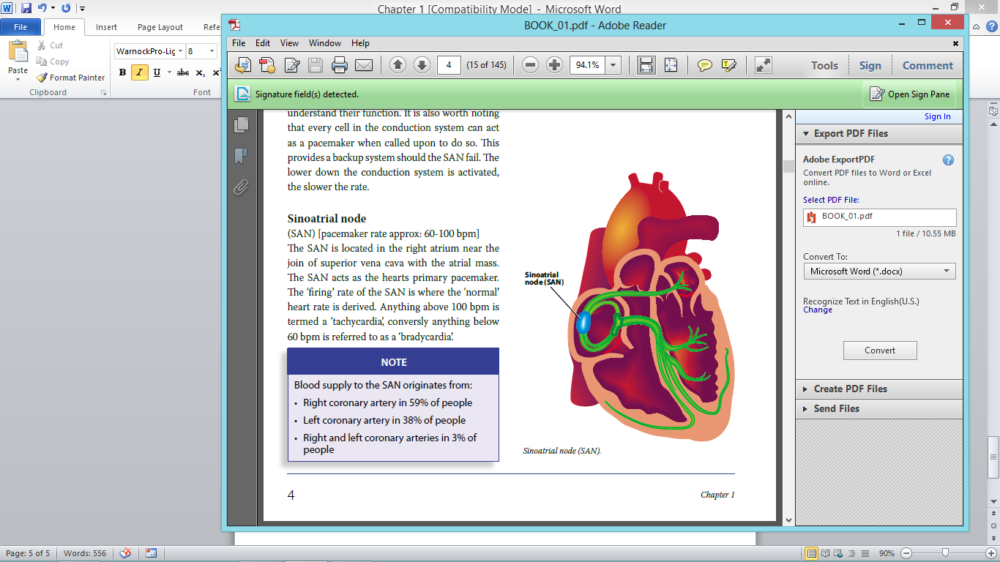 Chapter 1 [Compatibility Mode] - Microsoft Word
File Home Insert Page Layout Refe
Paste
Cut
Copy
Format Painter
Clipboard
WarnockPro-Lig 8
B I U abc x₂ x
Font
BOOK_01.pdf - Adobe Reader
File Edit View Window Help
4 (15 of 145) 94.1% Tools Sign Comment
Signature field(s) detected.
Open Sign Pane
understand their function. It is also worth noting
that every cell in the conduction system can act
as a pacemaker when called upon to do so. This
provides a backup system should the SAN fail. The
lower down the conduction system is activated,
the slower the rate.
Sinoatrial node
(SAN) [pacemaker rate approx: 60-100 bpm]
The SAN is located in the right atrium near the
join of superior vena cava with the atrial mass.
The SAN acts as the hearts primary pacemaker.
The ‘firing’ rate of the SAN is where the ‘normal’
heart rate is derived. Anything above 100 bpm is
termed a ‘tachycardia’, conversly anything below
60 bpm is referred to as a ‘bradycardia’.
NOTE
Blood supply to the SAN originates from:
• Right coronary artery in 59% of people
• Left coronary artery in 38% of people
• Right and left coronary arteries in 3% of
people
Sinoatrial
node (SAN)
Sinoatrial node (SAN).
4
Chapter 1
Sign In
Export PDF Files
Adobe ExportPDF
Convert PDF files to Word or Excel
online.
Select PDF File:
BOOK_01.pdf
1 file / 10.55 MB
Convert To:
Microsoft Word (*.docx)
Recognize Text in English(U.S.)
Change
Convert
Create PDF Files
Send Files
Page: 5 of 5 Words: 556 90%